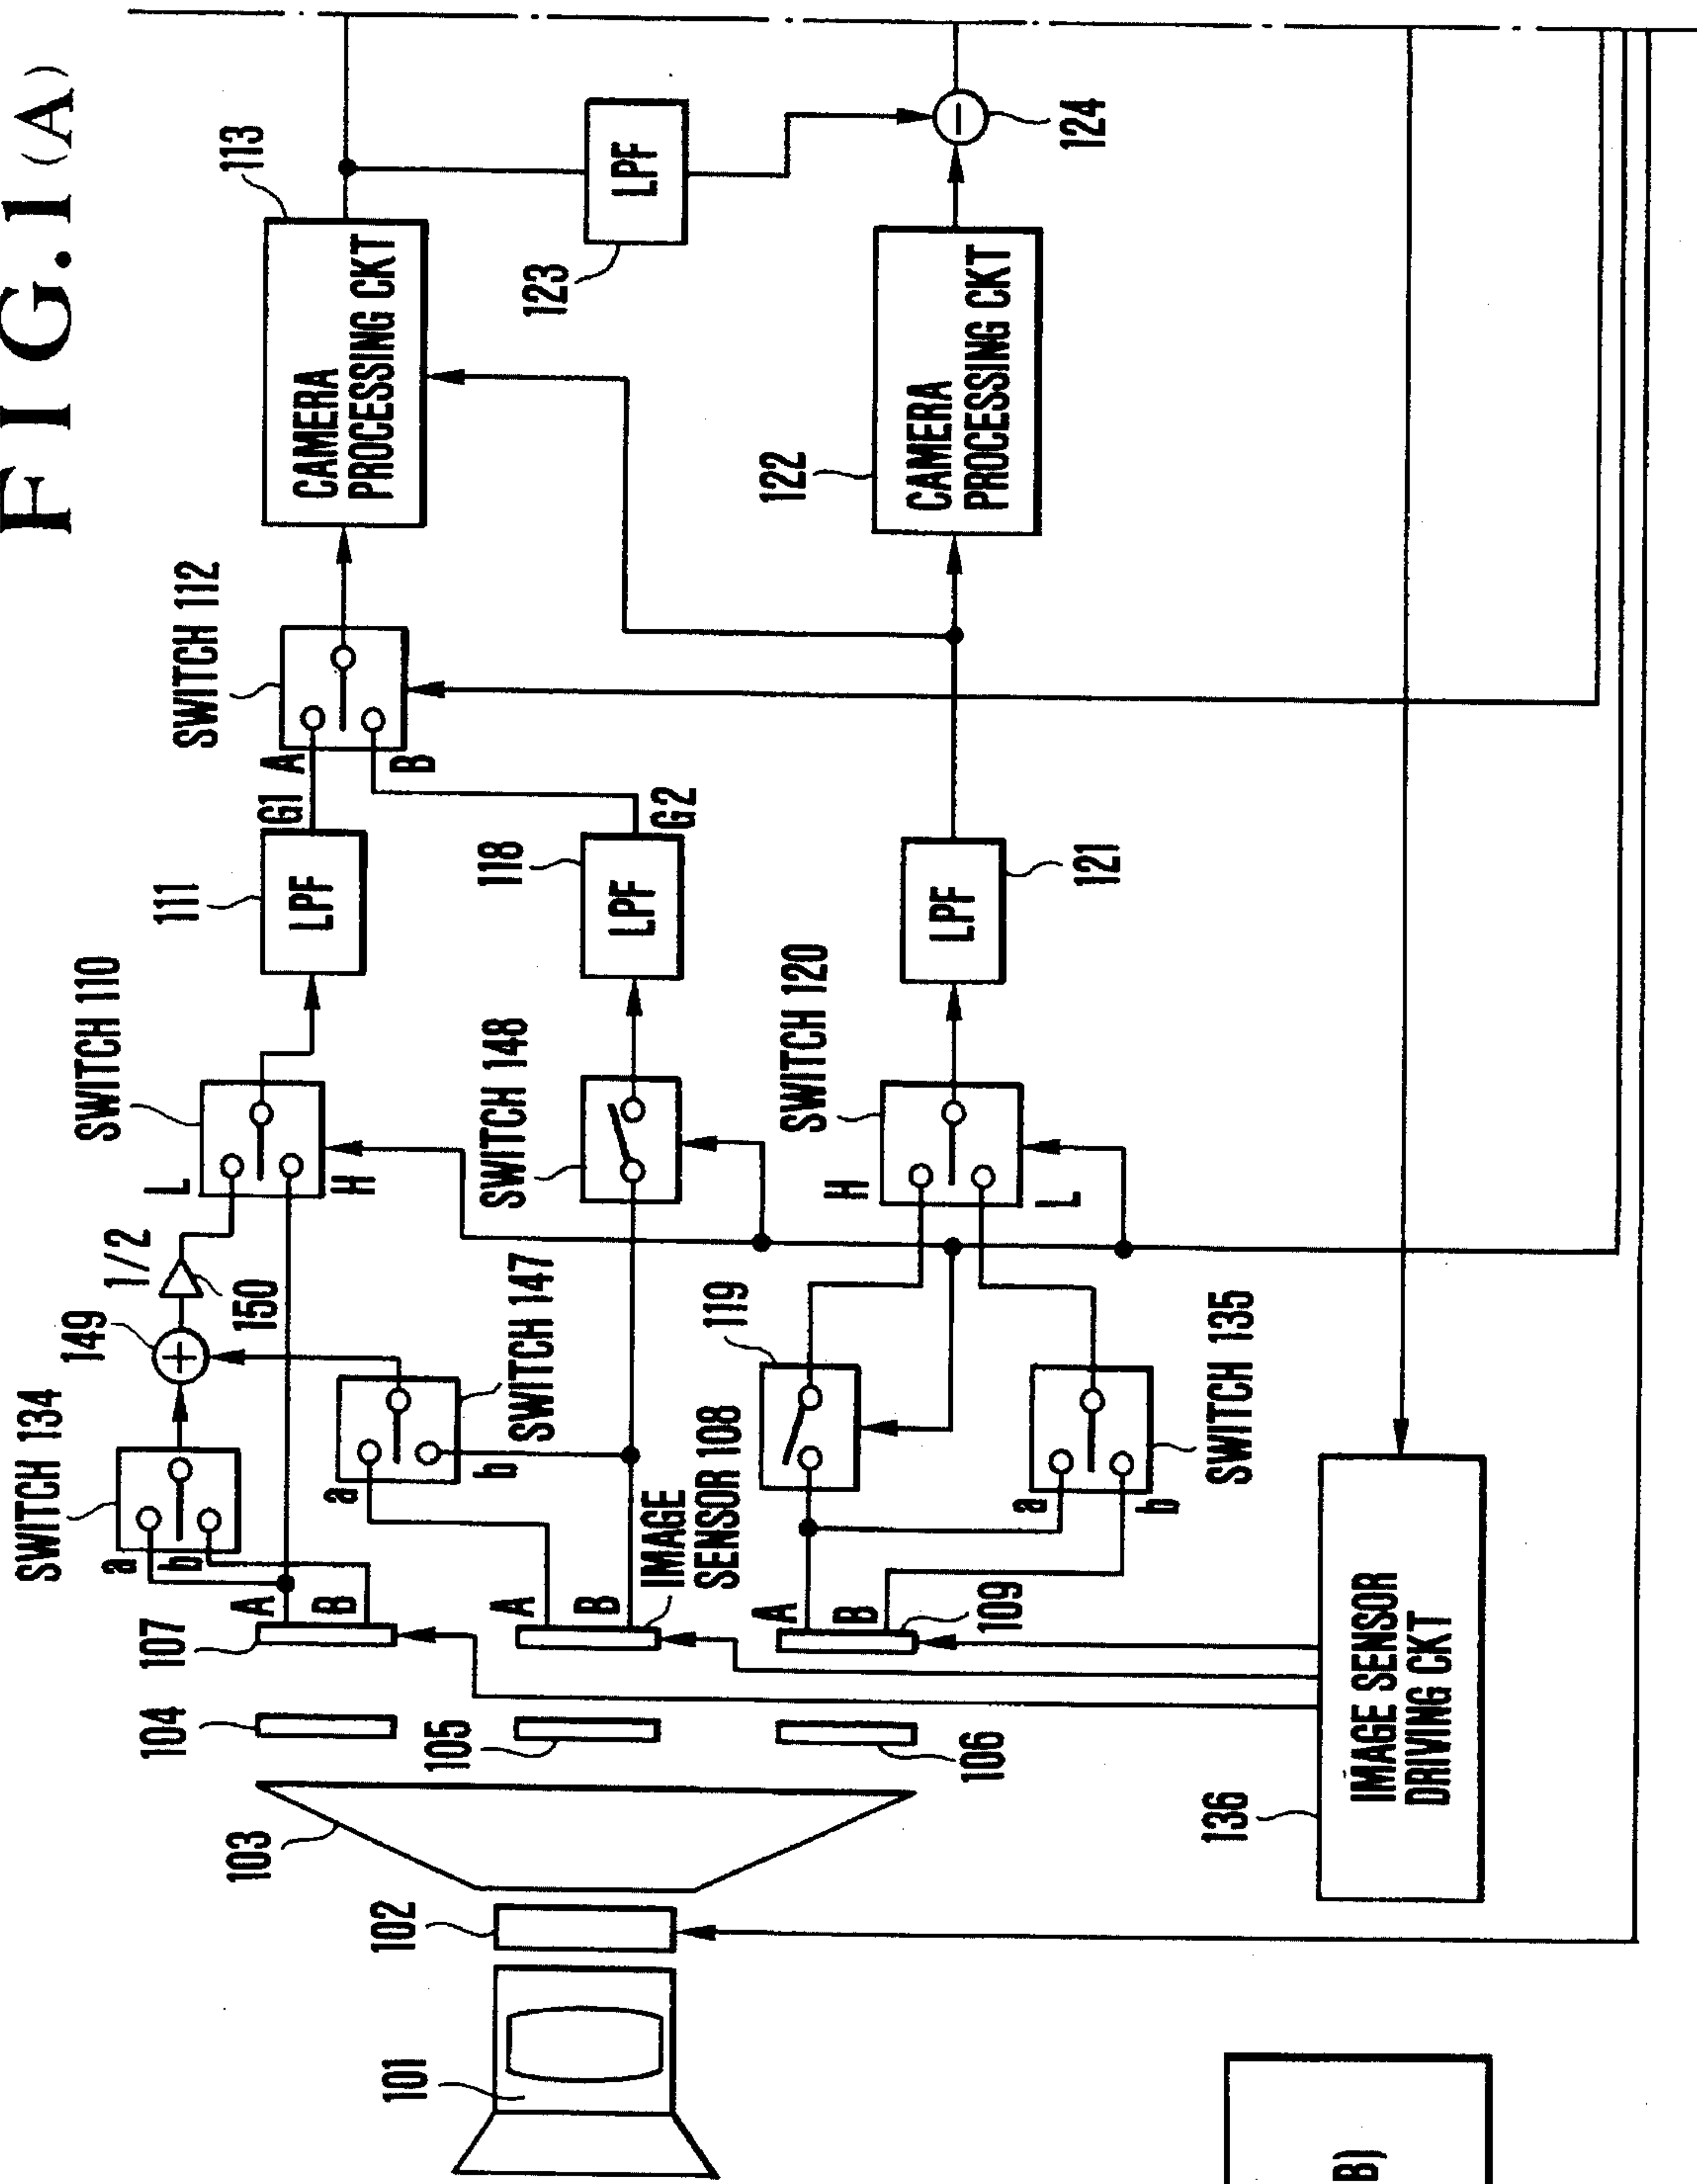 FIG.1(A)
SWITCH 134
149
1/2
150
SWITCH 110
L
H
111
LPF
G1
A
B
SWITCH 112
113
CAMERA
PROCESSING CKT
a
b
107
A
B
104
SWITCH 147
a
b
SWITCH 148
118
LPF
G2
123
LPF
103
105
A
B
IMAGE
SENSOR 108
102
101
119
H
L
SWITCH 120
LPF
121
122
CAMERA
PROCESSING CKT
124
106
A
B
109
a
b
SWITCH 135
136
IMAGE SENSOR
DRIVING CKT
B)